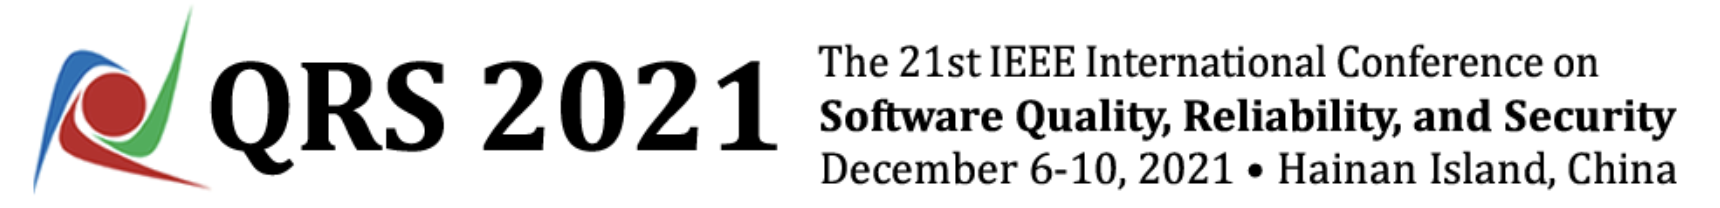 QRS 2021
The 21st IEEE International Conference on
Software Quality, Reliability, and Security
December 6-10, 2021 • Hainan Island, China